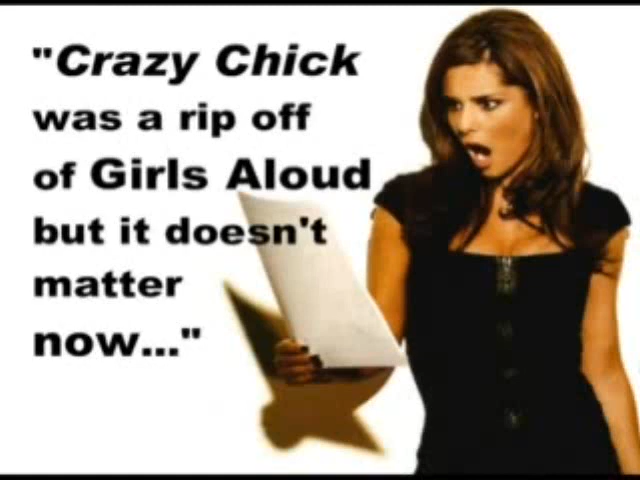 "Crazy Chick
was a rip off
of Girls Aloud
but it doesn't
matter
now..."